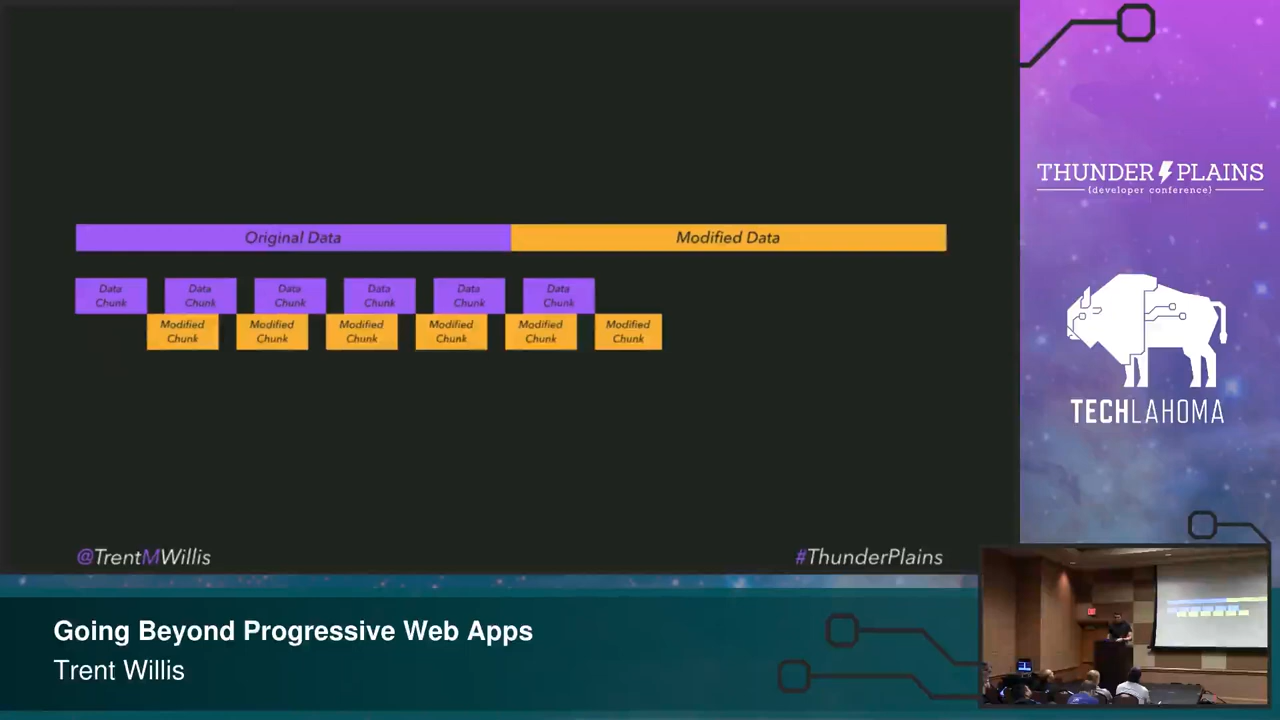 Original Data
Modified Data
Data Chunk
Data Chunk
Data Chunk
Data Chunk
Data Chunk
Data Chunk
Modified Chunk
Modified Chunk
Modified Chunk
Modified Chunk
Modified Chunk
Modified Chunk
@TrentMWillis
#ThunderPlains
THUNDER PLAINS
{developer conference}
TECHLAHOMA
Going Beyond Progressive Web Apps
Trent Willis